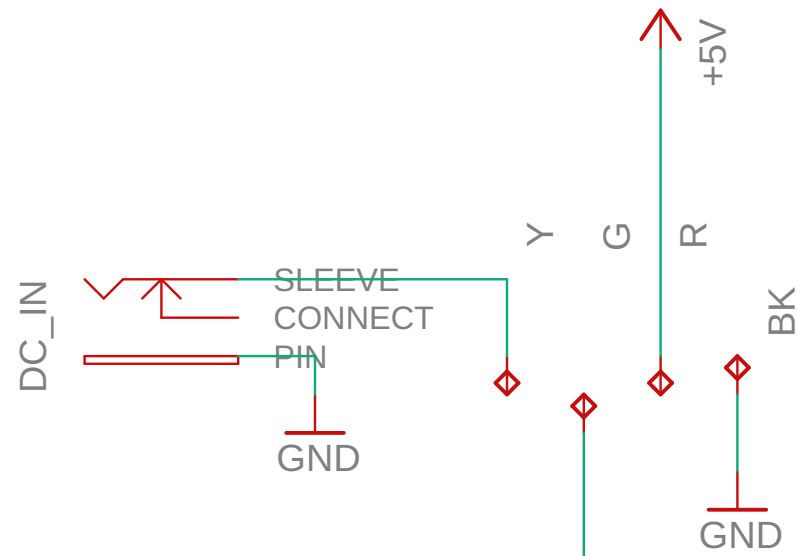 +5V
Y
G
R
DC_IN
SLEEVE
CONNECT
PIN
BK
GND
GND